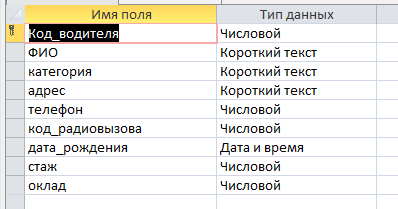 Имя поля Тип данных
Код_водителя Числовой
ФИО Короткий текст
категория Короткий текст
адрес Короткий текст
телефон Числовой
код_радиовызова Числовой
дата_рождения Дата и время
стаж Числовой
оклад Числовой